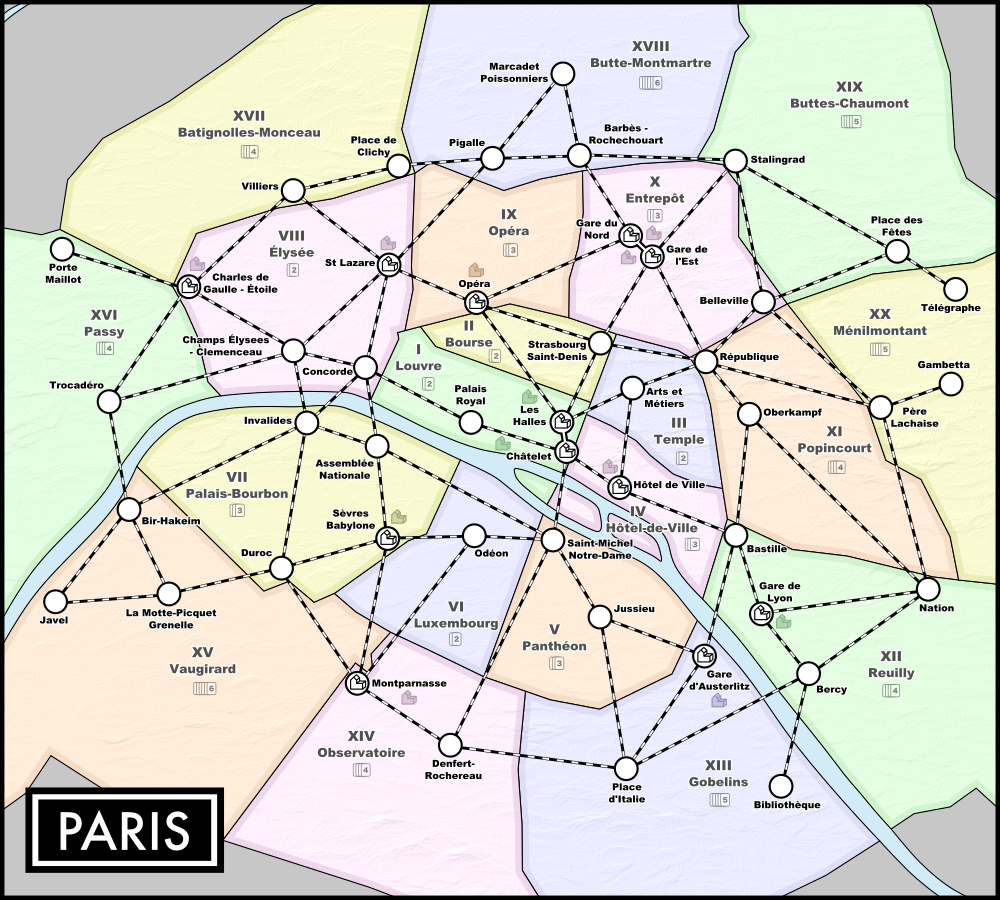 XVIII
Butte-Montmartre
6
Marcadet
Poissonniers
XIX
Buttes-Chaumont
5
XVII
Batignolles-Monceau
4
Place de
Clichy
Pigalle
Barbès -
Rochechouart
Stalingrad
Villiers
X
Entrepôt
3
IX
Opéra
3
VIII
Élysée
2
Gare du
Nord
Gare de
l'Est
Place des
Fêtes
Porte
Maillot
St Lazare
Charles de
Gaulle - Étoile
Opéra
Belleville
Télégraphe
XVI
Passy
4
XX
Ménilmontant
5
II
Bourse
2
Champs Élysees
- Clemenceau
Strasbourg
Saint-Denis
I
Louvre
2
République
Concorde
Gambetta
Trocadéro
Palais
Royal
Arts et
Métiers
Les
Halles
Oberkampf
Père
Lachaise
Invalides
III
Temple
2
XI
Popincourt
4
Châtelet
Assemblée
Nationale
VII
Palais-Bourbon
3
Hôtel de Ville
IV
Hôtel-de-Ville
3
Bir-Hakeim
Sèvres
Babylone
Saint-Michel
Notre-Dame
Bastille
Odéon
Duroc
Gare de
Lyon
Nation
Javel
La Motte-Picquet
Grenelle
Jussieu
VI
Luxembourg
2
V
Panthéon
3
XV
Vaugirard
6
XII
Reuilly
4
Montparnasse
Gare
d'Austerlitz
Bercy
XIV
Observatoire
4
Denfert-
Rochereau
XIII
Gobelins
5
Place
d'Italie
Bibliothèque
PARIS